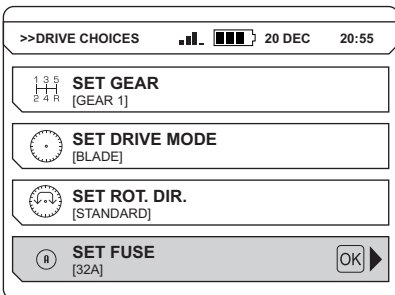 >>DRIVE CHOICES 20 DEC 20:55
1 3 5
2 4 R
SET GEAR
[GEAR 1]
SET DRIVE MODE
[BLADE]
SET ROT. DIR.
[STANDARD]
A
SET FUSE
[32A]
OK